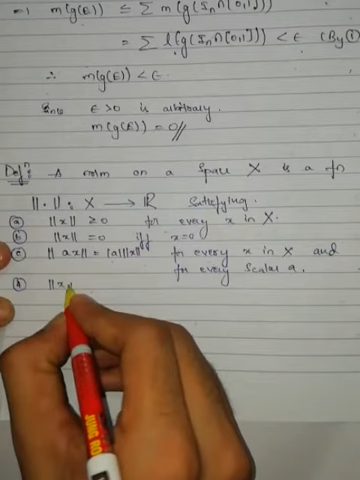 =) m(g(E)) ≤ ∑ m(g(In∩[0,1]))
= ∑ l(g(In∩[0,1])) < ε (By ①)
∴ m(g(E)) < ε.
Since ε>0 is arbitrary.
m(g(E)) = 0//
Defn: A norm on a space X is a fn
||·||: X → ℝ satisfying.
ⓐ ||x|| ≥ 0 for every x in X.
ⓑ ||x|| = 0 iff x=0
ⓒ ||ax|| = |a| ||x|| for every x in X and
for every scalar a.
ⓓ ||x